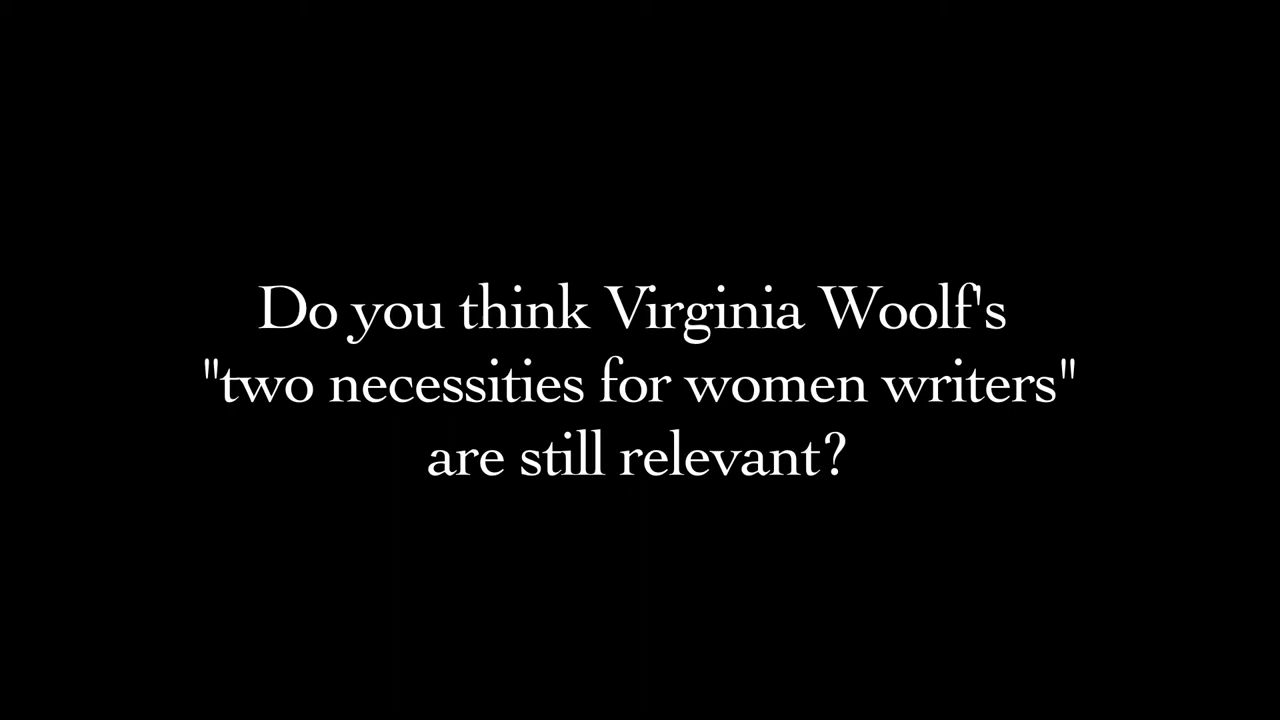 Do you think Virginia Woolf's
"two necessities for women writers"
are still relevant?